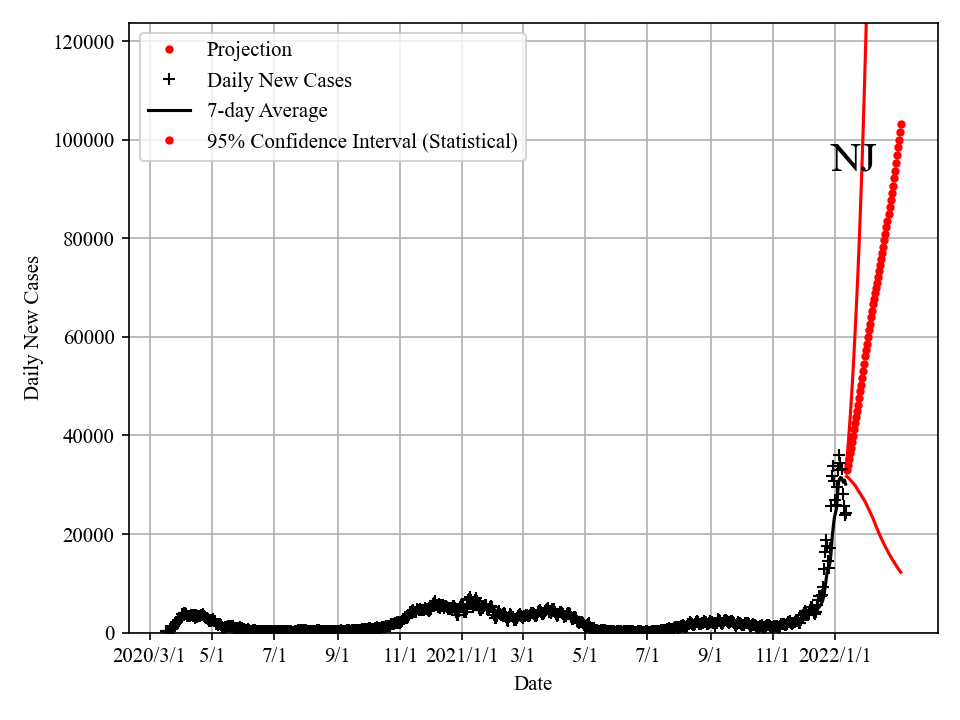 120000
100000
80000
60000
40000
20000
0
Daily New Cases
Projection
Daily New Cases
7-day Average
95% Confidence Interval (Statistical)
NJ
2020/3/1 5/1 7/1 9/1 11/1 2021/1/1 3/1 5/1 7/1 9/1 11/1 2022/1/1
Date